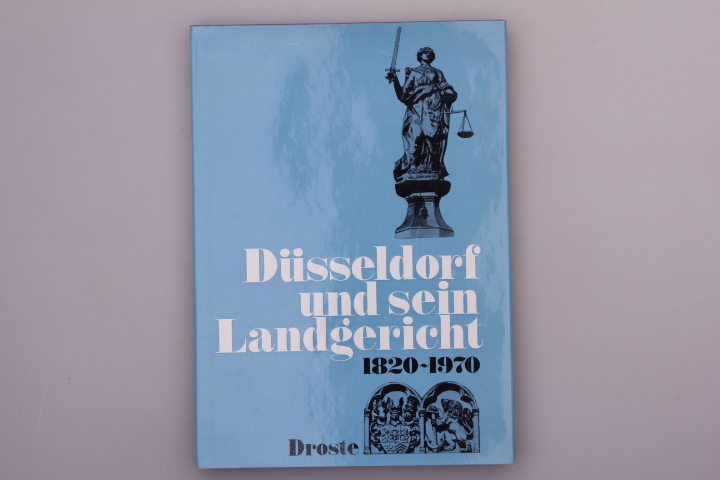 Düsseldorf
und sein
Landgericht
1820~1970
Droste